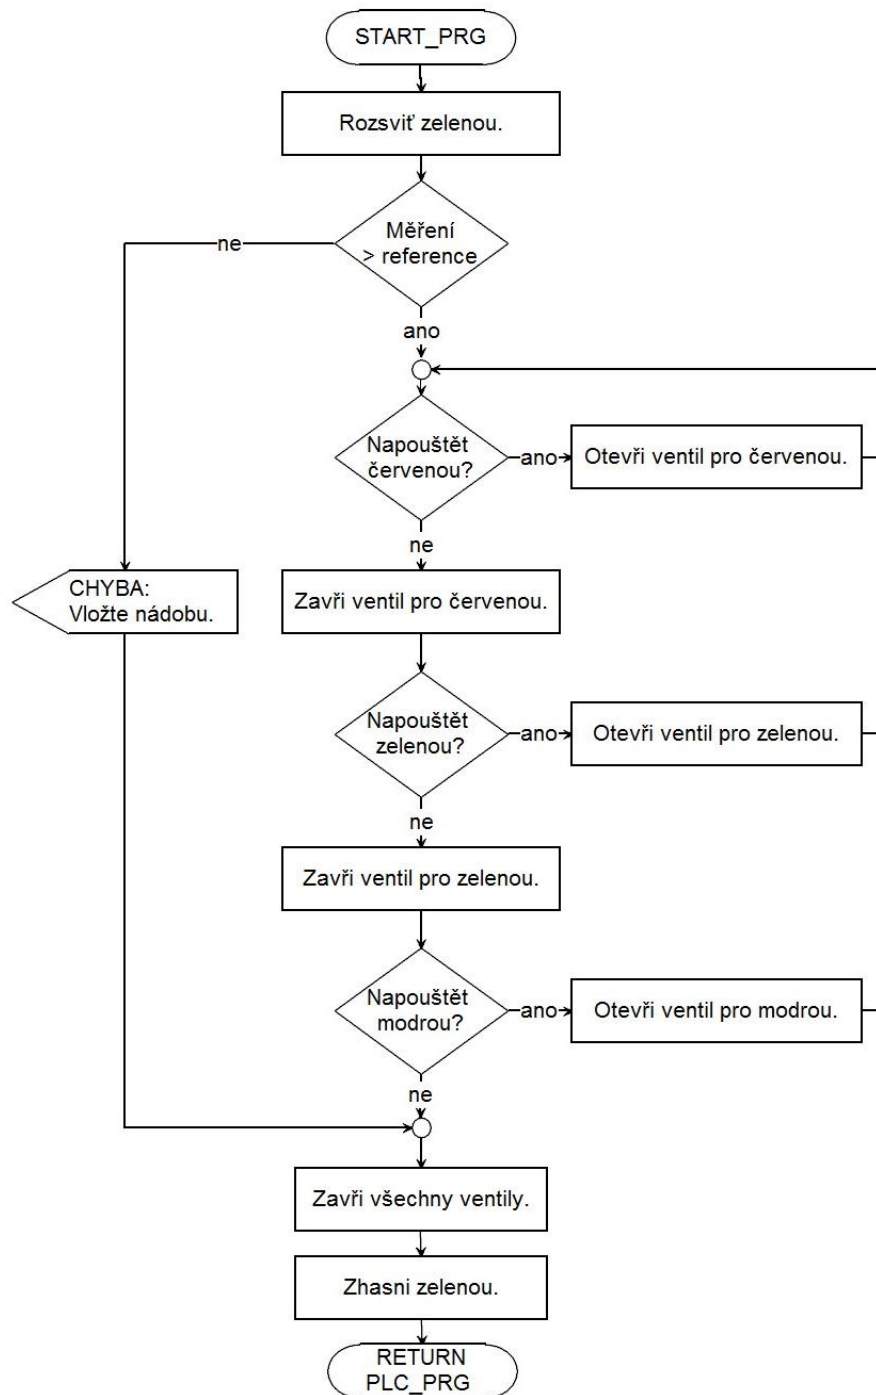 START_PRG
Rozsviť zelenou.
Měření
> reference
ne
ano
Napouštět
červenou?
ano
Otevři ventil pro červenou.
ne
CHYBA:
Vložte nádobu.
Zavři ventil pro červenou.
Napouštět
zelenou?
ano
Otevři ventil pro zelenou.
ne
Zavři ventil pro zelenou.
Napouštět
modrou?
ano
Otevři ventil pro modrou.
ne
Zavři všechny ventily.
Zhasni zelenou.
RETURN
PLC_PRG